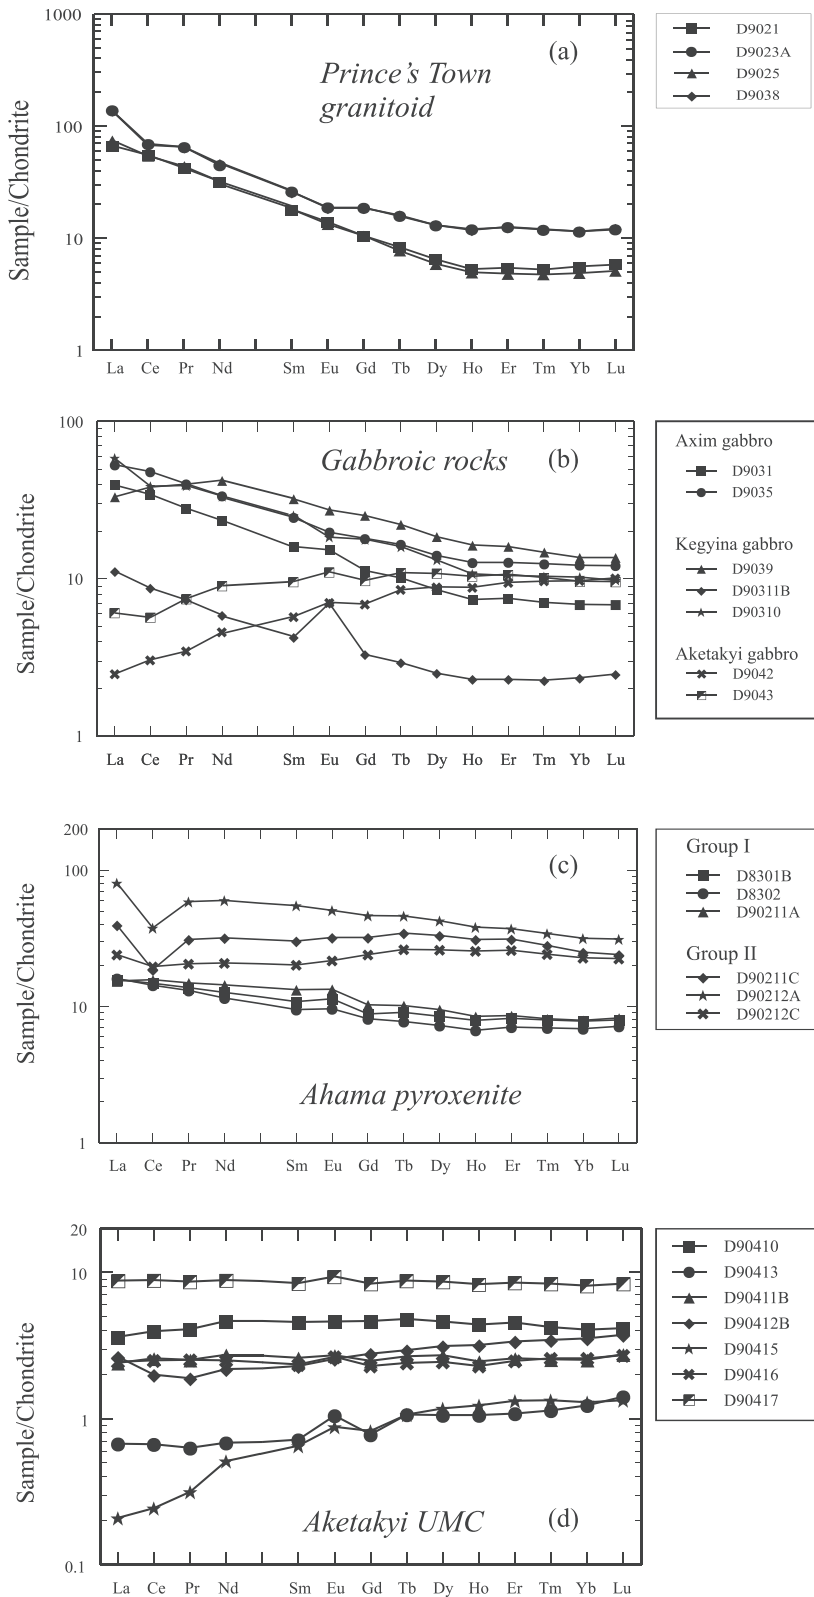 1000
100
10
1
Sample/Chondrite
Prince's Town
granitoid
(a)
La Ce Pr Nd Sm Eu Gd Tb Dy Ho Er Tm Yb Lu
D9021
D9023A
D9025
D9038
100
10
1
Sample/Chondrite
Gabbroic rocks (b)
La Ce Pr Nd Sm Eu Gd Tb Dy Ho Er Tm Yb Lu
Axim gabbro
D9031
D9035
Kegyina gabbro
D9039
D90311B
D90310
Aketakyi gabbro
D9042
D9043
200
100
10
1
Sample/Chondrite
(c)
Ahama pyroxenite
La Ce Pr Nd Sm Eu Gd Tb Dy Ho Er Tm Yb Lu
Group I
D8301B
D8302
D90211A
Group II
D90211C
D90212A
D90212C
20
10
1
0.1
Sample/Chondrite
Aketakyi UMC (d)
La Ce Pr Nd Sm Eu Gd Tb Dy Ho Er Tm Yb Lu
D90410
D90413
D90411B
D90412B
D90415
D90416
D90417